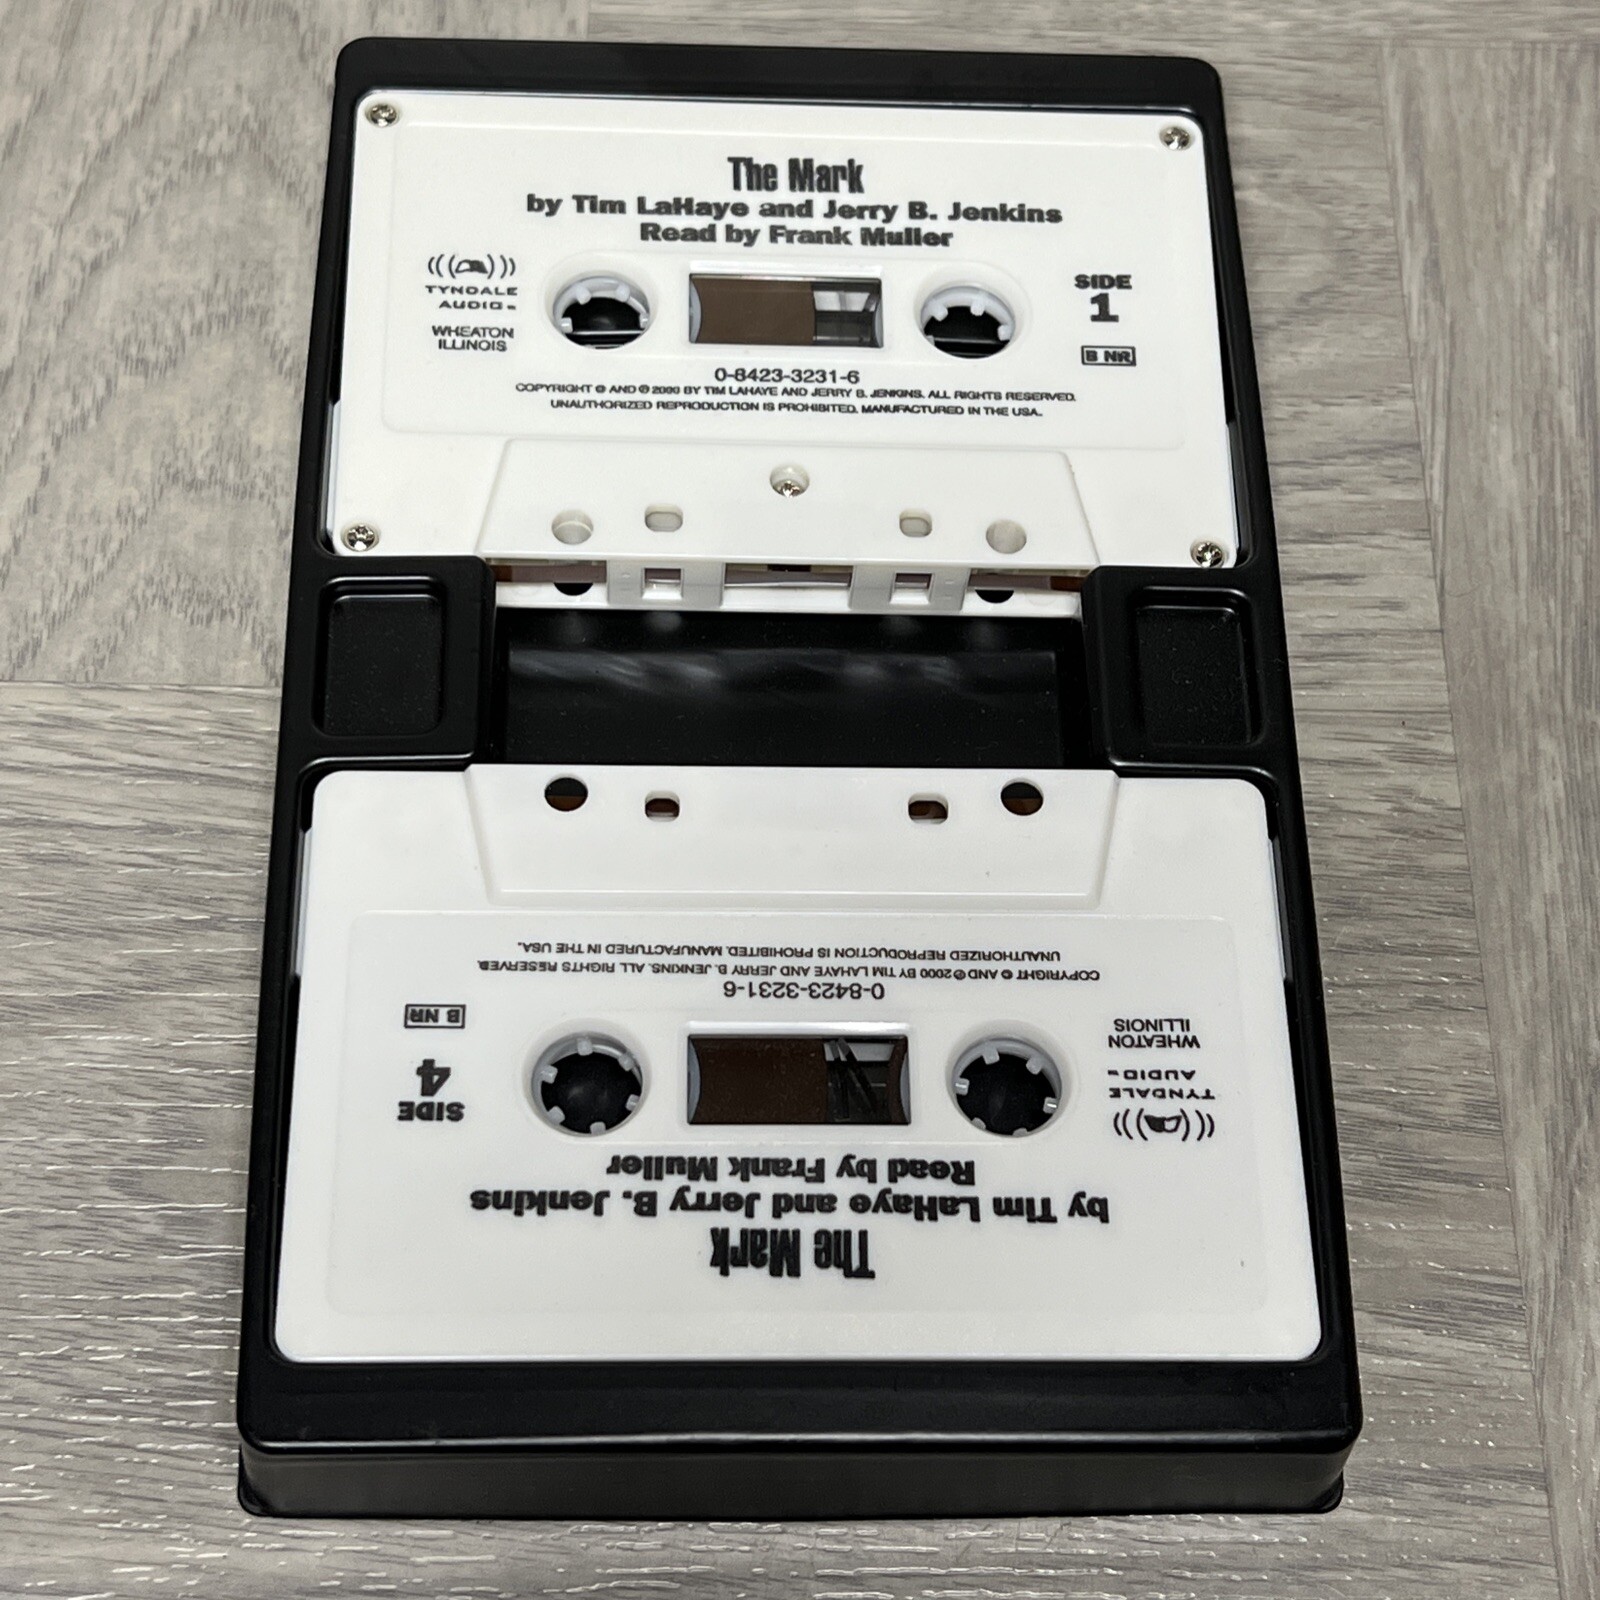 The Mark
by Tim LaHaye and Jerry B. Jenkins
Read by Frank Muller
TYNDALE
AUDIO™
WHEATON
ILLINOIS
SIDE
1
B NR
0-8423-3231-6
COPYRIGHT © AND ℗ 2000 BY TIM LAHAYE AND JERRY B. JENKINS. ALL RIGHTS RESERVED.
UNAUTHORIZED REPRODUCTION IS PROHIBITED. MANUFACTURED IN THE USA.
The Mark
by Tim LaHaye and Jerry B. Jenkins
Read by Frank Muller
TYNDALE
AUDIO™
WHEATON
ILLINOIS
SIDE
4
B NR
0-8423-3231-6
COPYRIGHT © AND ℗ 2000 BY TIM LAHAYE AND JERRY B. JENKINS. ALL RIGHTS RESERVED.
UNAUTHORIZED REPRODUCTION IS PROHIBITED. MANUFACTURED IN THE USA.